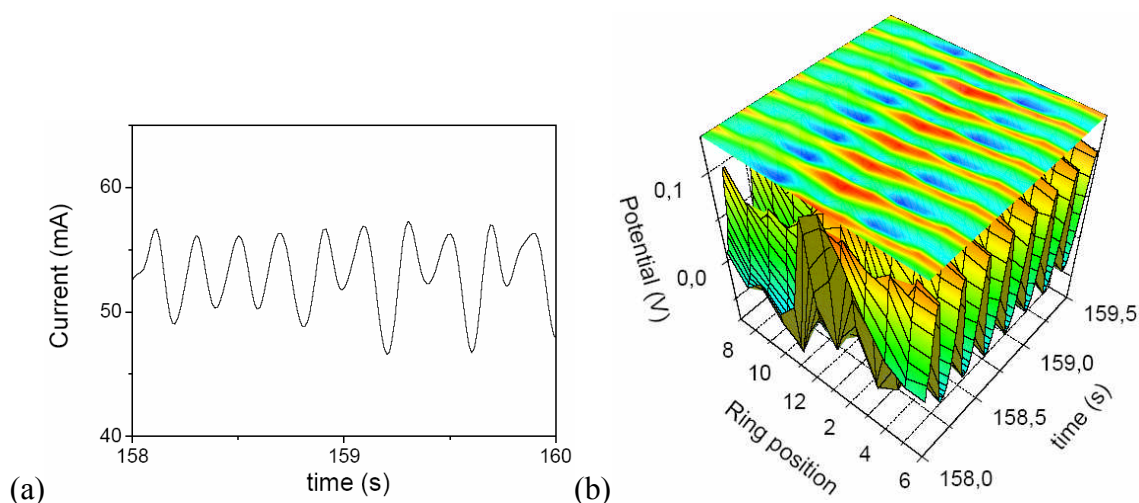 (a)
Current (mA)
60
50
40
158
159
160
time (s)
(b)
Potential (V)
0,1
0,0
8
10
12
2
4
6
Ring position
158,0
158,5
159,0
159,5
time (s)